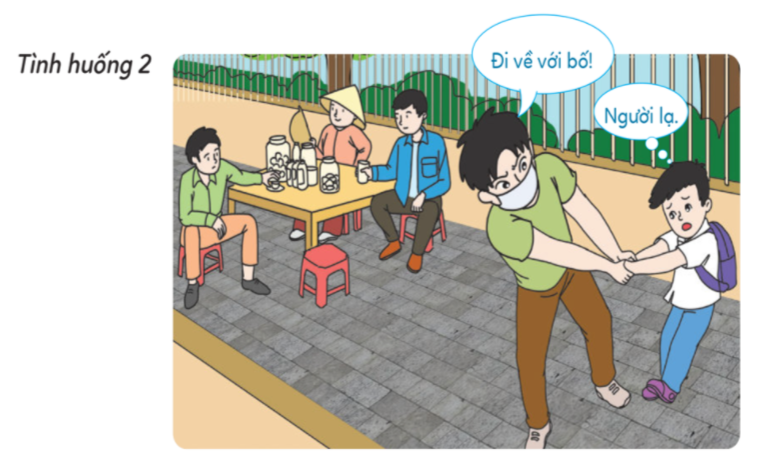 Tình huống 2
Đi về với bố!
Người lạ.